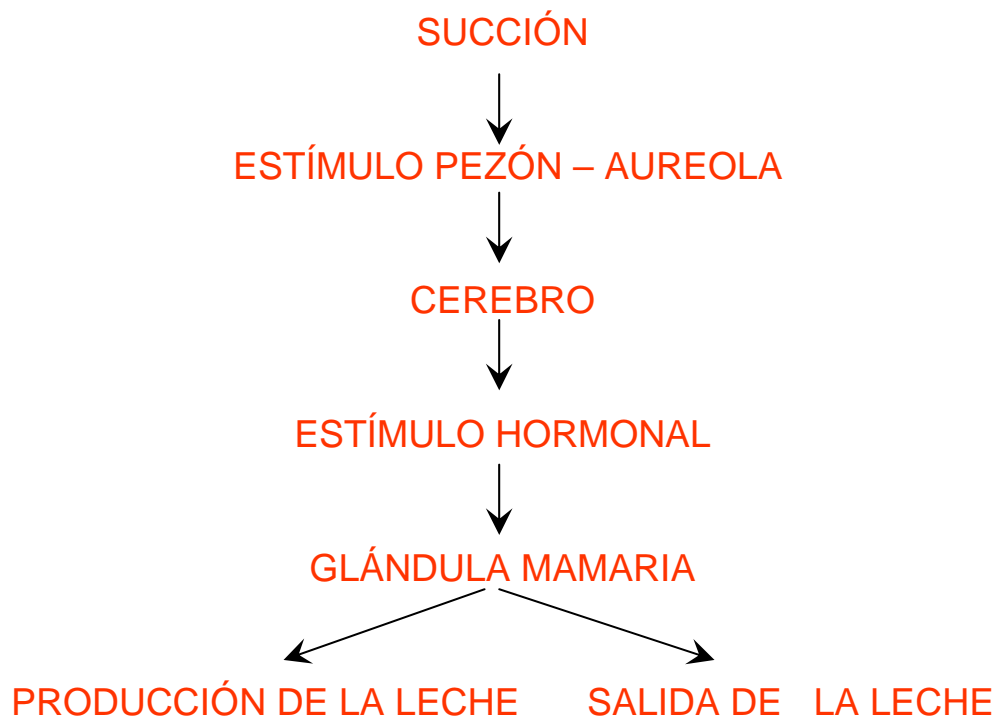 SUCCIÓN
ESTÍMULO PEZÓN – AUREOLA
CEREBRO
ESTÍMULO HORMONAL
GLÁNDULA MAMARIA
PRODUCCIÓN DE LA LECHE SALIDA DE LA LECHE